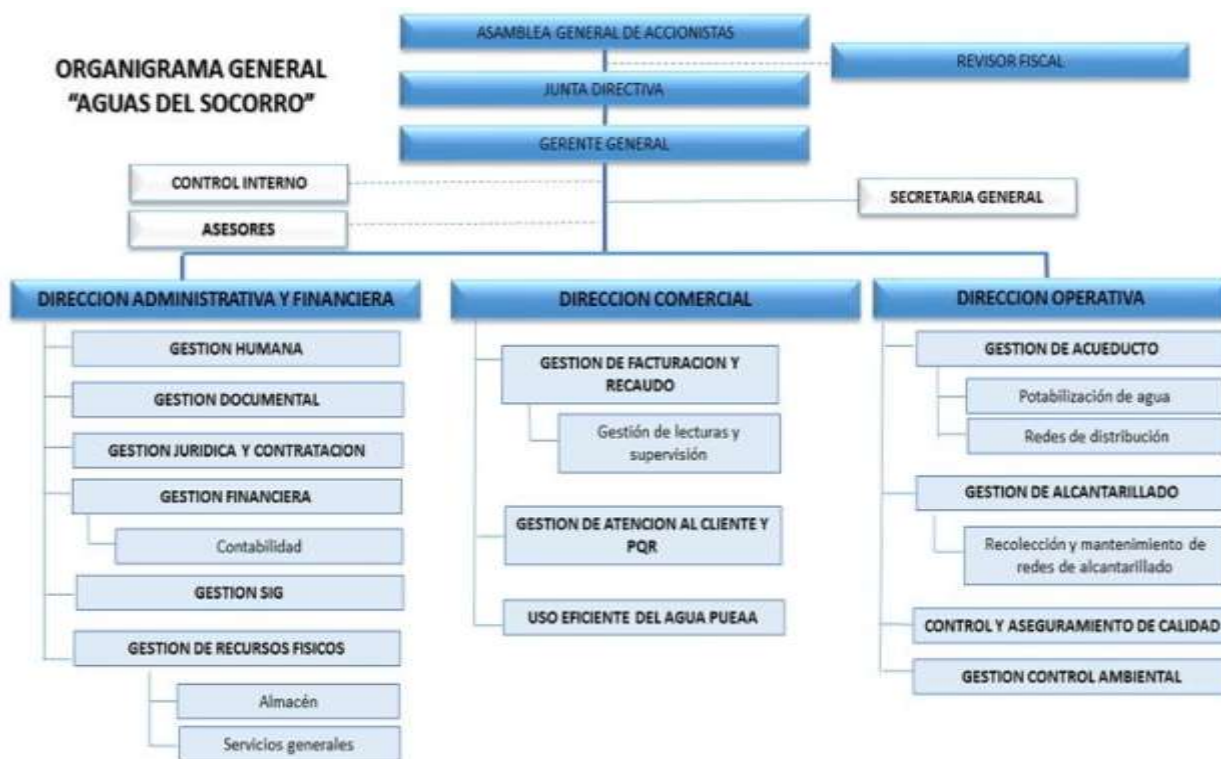 ORGANIGRAMA GENERAL
“AGUAS DEL SOCORRO”
ASAMBLEA GENERAL DE ACCIONISTAS
REVISOR FISCAL
JUNTA DIRECTIVA
GERENTE GENERAL
CONTROL INTERNO
SECRETARIA GENERAL
ASESORES
DIRECCION ADMINISTRATIVA Y FINANCIERA
GESTION HUMANA
GESTION DOCUMENTAL
GESTION JURIDICA Y CONTRATACION
GESTION FINANCIERA
Contabilidad
GESTION SIG
GESTION DE RECURSOS FISICOS
Almacén
Servicios generales
DIRECCION COMERCIAL
GESTION DE FACTURACION Y
RECAUDO
Gestión de lecturas y
supervisión
GESTION DE ATENCION AL CLIENTE Y
PQR
USO EFICIENTE DEL AGUA PUEAA
DIRECCION OPERATIVA
GESTION DE ACUEDUCTO
Potabilización de agua
Redes de distribución
GESTION DE ALCANTARILLADO
Recolección y mantenimiento de
redes de alcantarillado
CONTROL Y ASEGURAMIENTO DE CALIDAD
GESTION CONTROL AMBIENTAL